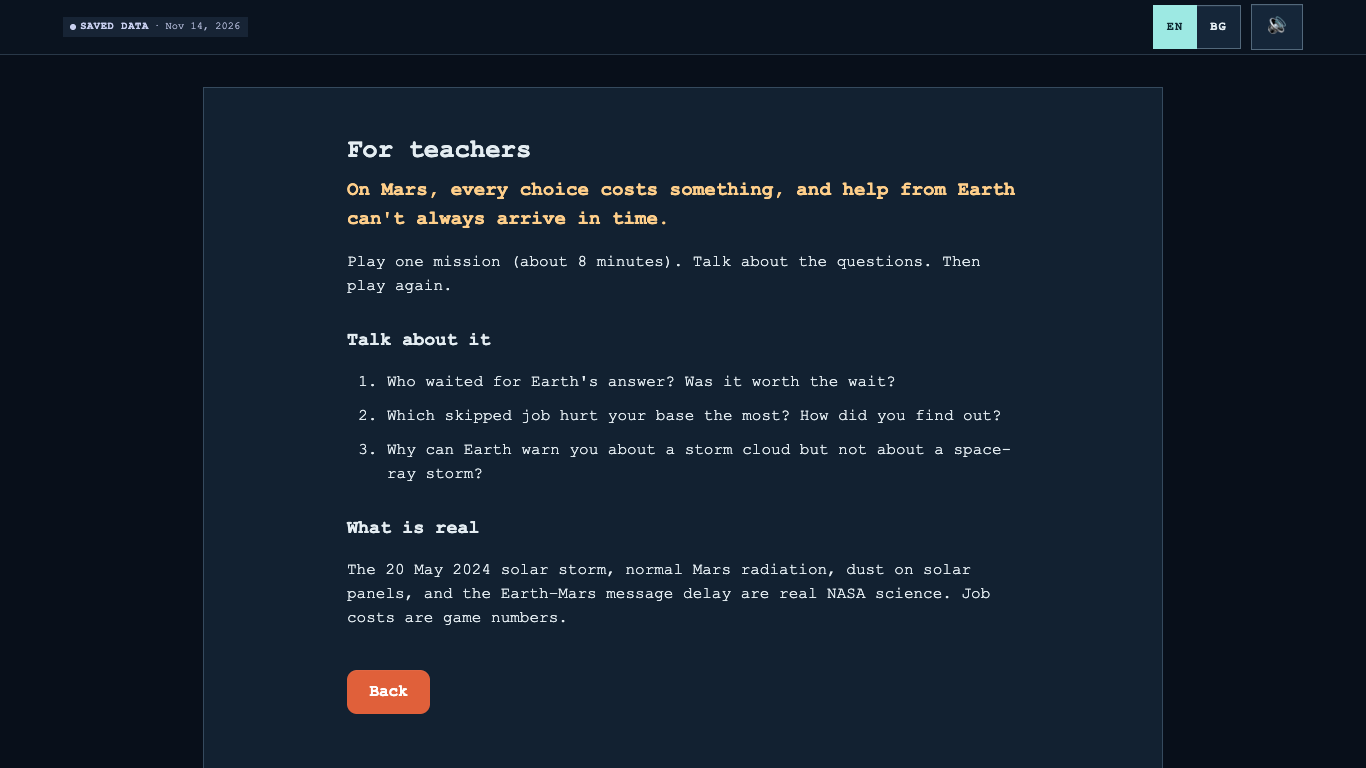 SAVED DATA · Nov 14, 2026
EN
BG
For teachers
On Mars, every choice costs something, and help from Earth
can't always arrive in time.
Play one mission (about 8 minutes). Talk about the questions. Then
play again.
Talk about it
1. Who waited for Earth's answer? Was it worth the wait?
2. Which skipped job hurt your base the most? How did you find out?
3. Why can Earth warn you about a storm cloud but not about a space-
ray storm?
What is real
The 20 May 2024 solar storm, normal Mars radiation, dust on solar
panels, and the Earth–Mars message delay are real NASA science. Job
costs are game numbers.
Back